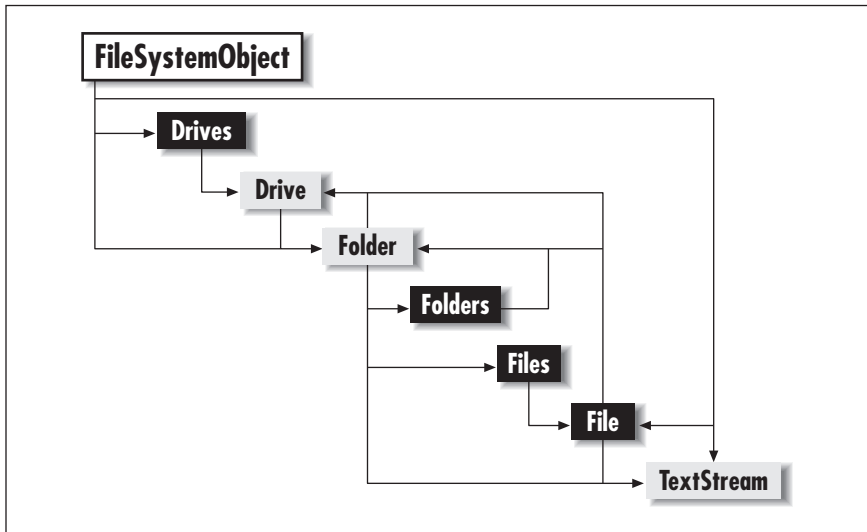 FileSystemObject
Drives
Drive
Folder
Folders
Files
File
TextStream